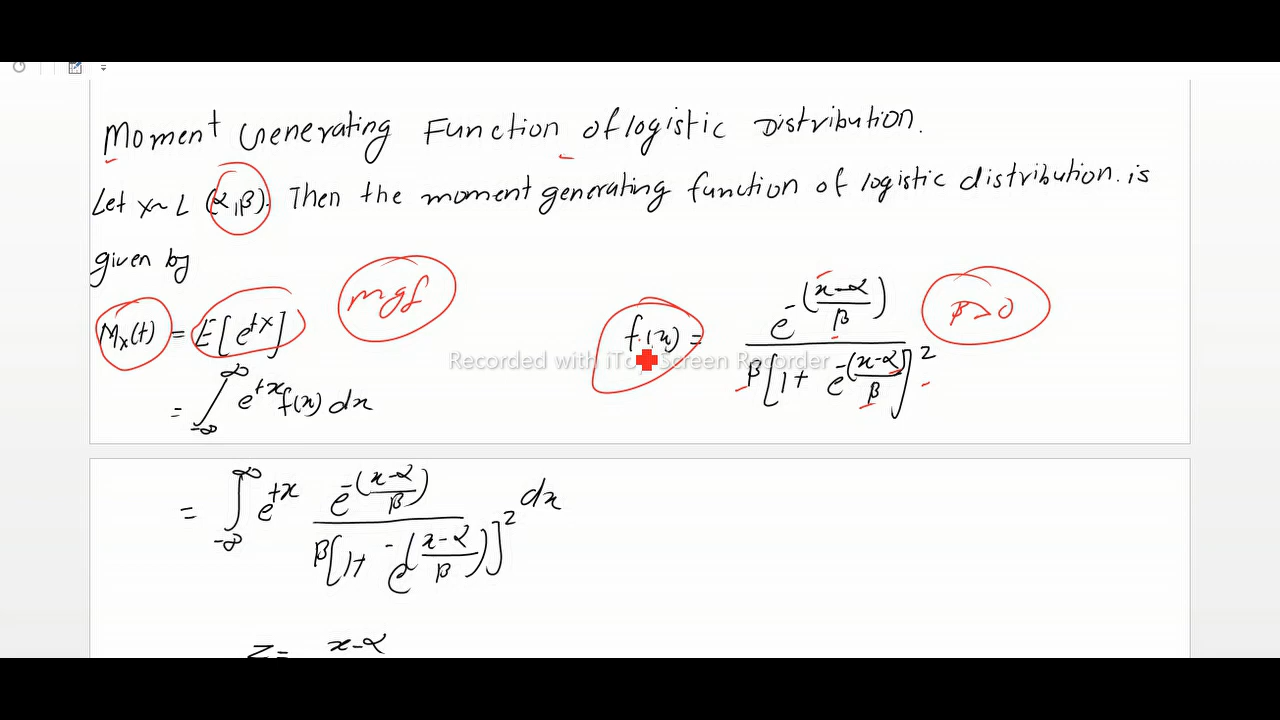 Moment Generating Function of logistic Distribution.
Let x~ L (α,β). Then the moment generating function of logistic distribution. is
given by
Mx(t) = E[e^tX] mgf f(x) = e^-((x-α)/β) / β[1+ e^-((x-α)/β)]^2 β>0
Recorded with iTop Screen Recorder
= ∫_-∞^∞ e^tx f(x) dx
= ∫_-∞^∞ e^tx e^-((x-α)/β) / β[1+ e^-((x-α)/β)]^2 dx
Z= x-α